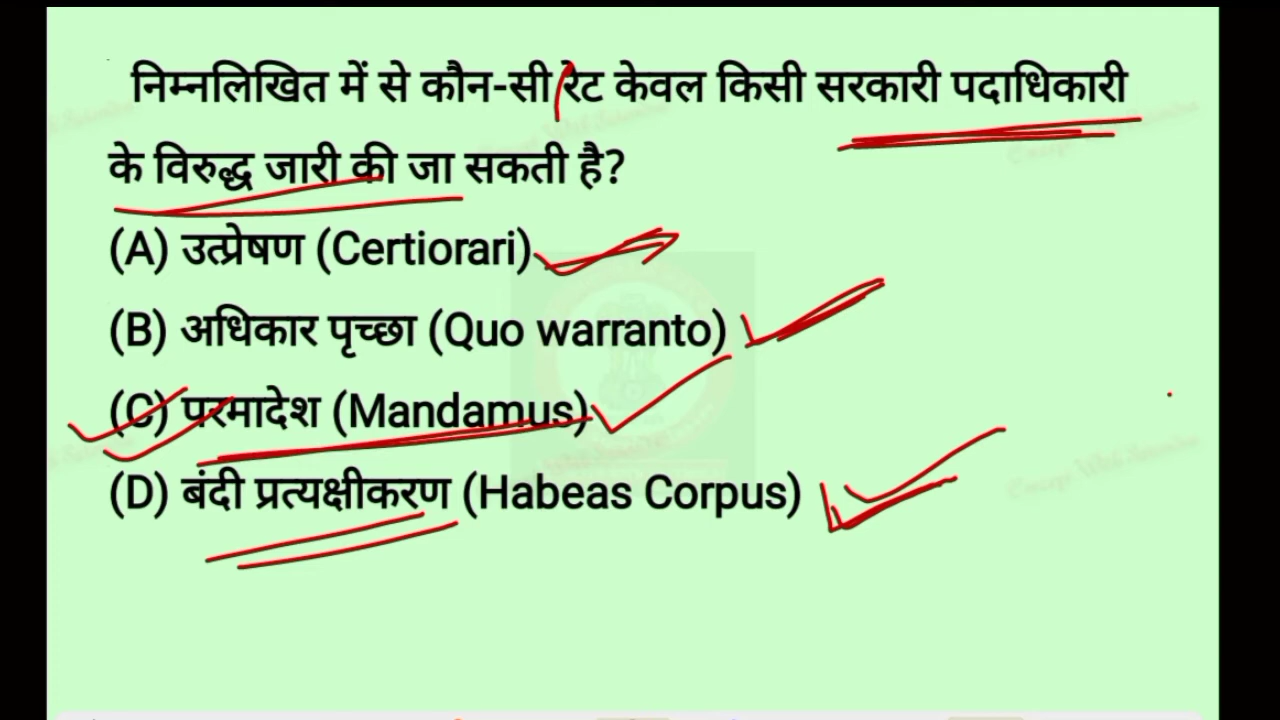 निम्नलिखित में से कौन-सी रेट केवल किसी सरकारी पदाधिकारी
के विरुद्ध जारी की जा सकती है?
(A) उत्प्रेषण (Certiorari)
(B) अधिकार पृच्छा (Quo warranto)
(C) परमादेश (Mandamus)
(D) बंदी प्रत्यक्षीकरण (Habeas Corpus)